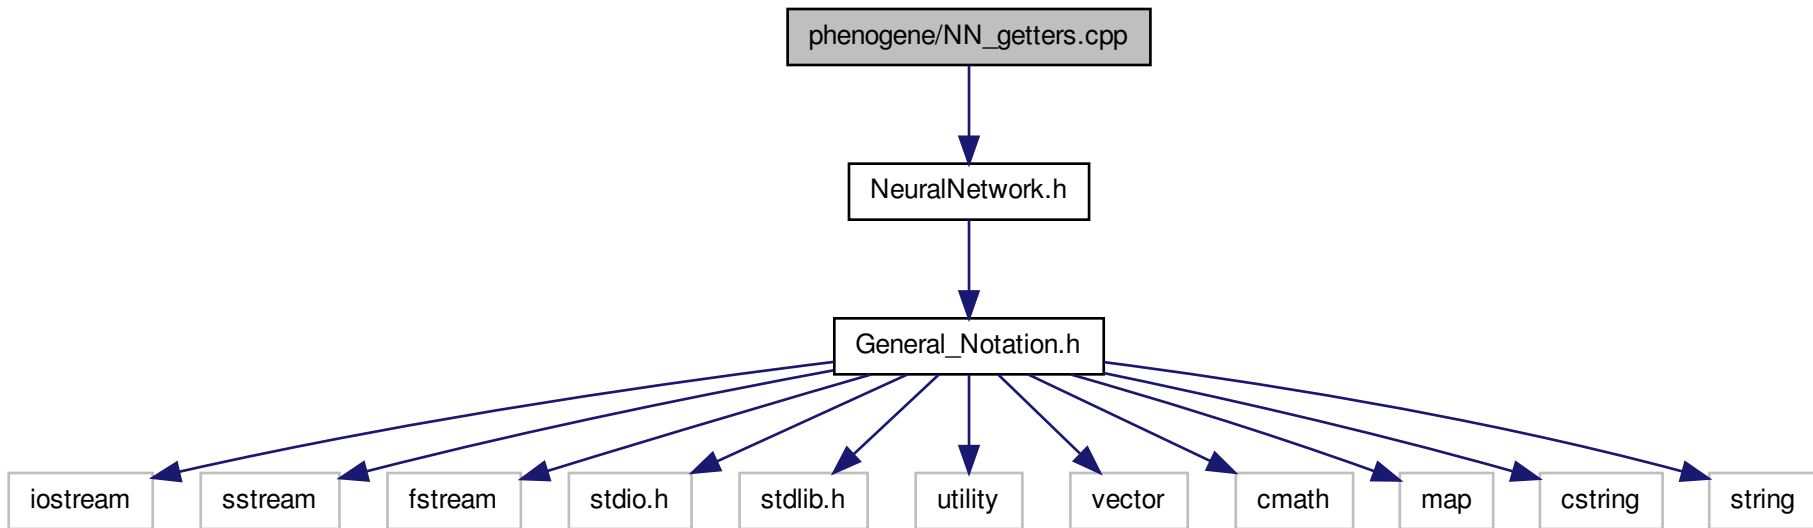 phenogene/NN_getters.cpp
NeuralNetwork.h
General_Notation.h
iostream
sstream
fstream
stdio.h
stdlib.h
utility
vector
cmath
map
cstring
string